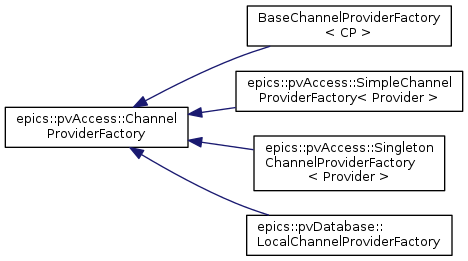 BaseChannelProviderFactory
< CP >
epics::pvAccess::SimpleChannel
ProviderFactory< Provider >
epics::pvAccess::Channel
ProviderFactory
epics::pvAccess::Singleton
ChannelProviderFactory
< Provider >
epics::pvDatabase::
LocalChannelProviderFactory